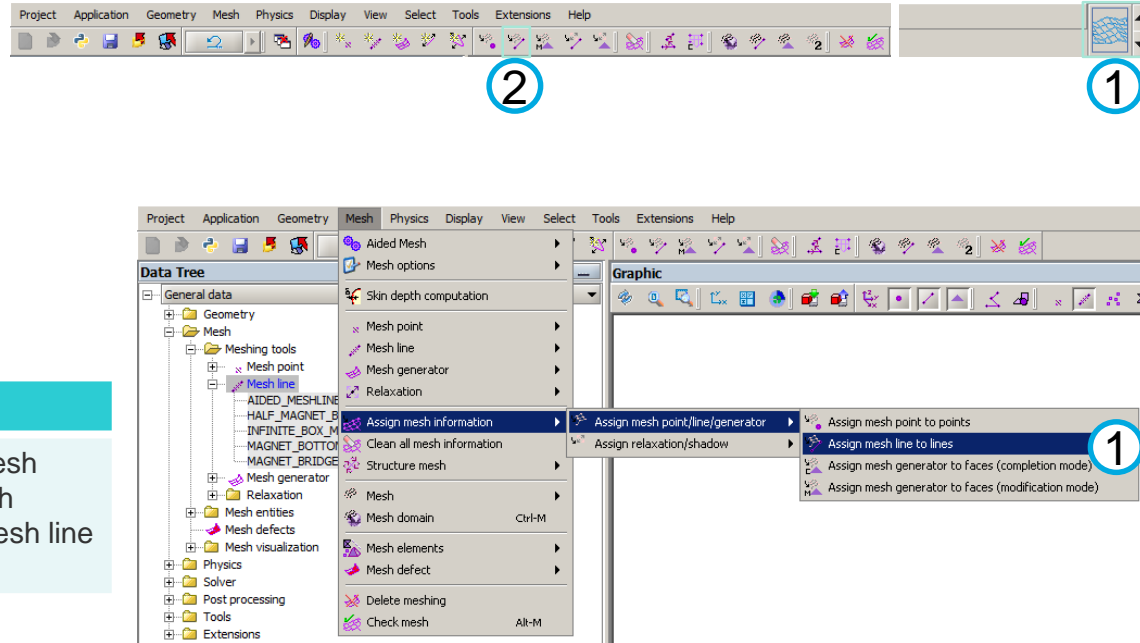 Project Application Geometry Mesh Physics Display View Select Tools Extensions Help
2
1
Project Application Geometry Mesh Physics Display View Select Tools Extensions Help
Data Tree
General data
Geometry
Mesh
Meshing tools
Mesh point
Mesh line
AIDED_MESHLINE
HALF_MAGNET_B
INFINITE_BOX_M
MAGNET_BOTTO
MAGNET_BRIDGE
Mesh generator
Relaxation
Mesh entities
Mesh defects
Mesh visualization
Physics
Solver
Post processing
Tools
Extensions
Aided Mesh
Mesh options
Skin depth computation
Mesh point
Mesh line
Mesh generator
Relaxation
Assign mesh information
Clean all mesh information
Structure mesh
Mesh
Mesh domain Ctrl-M
Mesh elements
Mesh defect
Delete meshing
Check mesh Alt-M
Assign mesh point/line/generator
Assign relaxation/shadow
Assign mesh point to points
Assign mesh line to lines
Assign mesh generator to faces (completion mode)
Assign mesh generator to faces (modification mode)
1
Graphic
esh
h
esh line